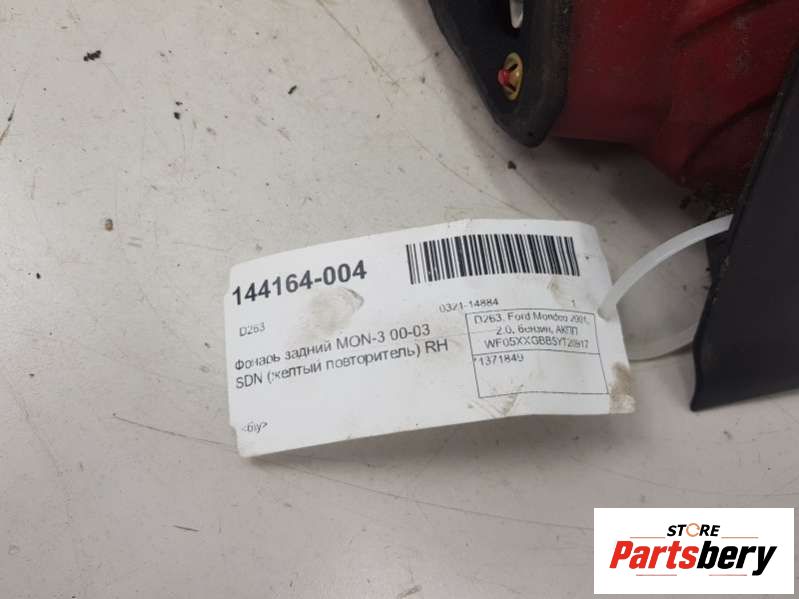 144164-004
0321-14884 1
D263
D263, Ford Mondeo 2001,
2.0, бензин, АКПП
WF05XXGBB5YT20917
*1371849
Фонарь задний MON-3 00-03
SDN (желтый повторитель) RH
<б\у>
STORE
Partsbery